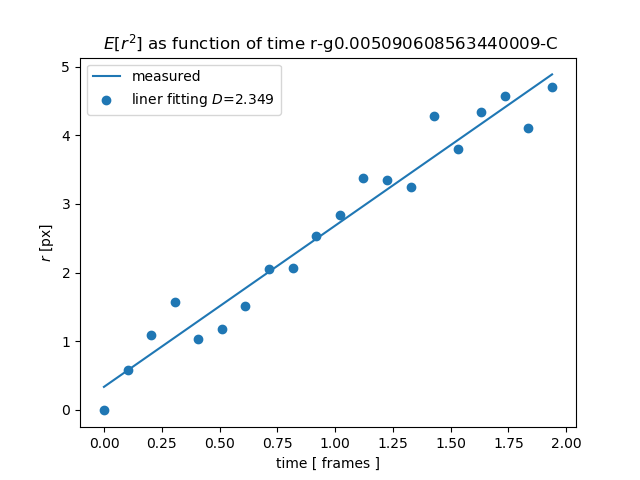 E[r²] as function of time r-g0.005090608563440009-C
measured
liner fitting D=2.349
5
4
3
2
1
0
r [px]
0.00 0.25 0.50 0.75 1.00 1.25 1.50 1.75 2.00
time [ frames ]